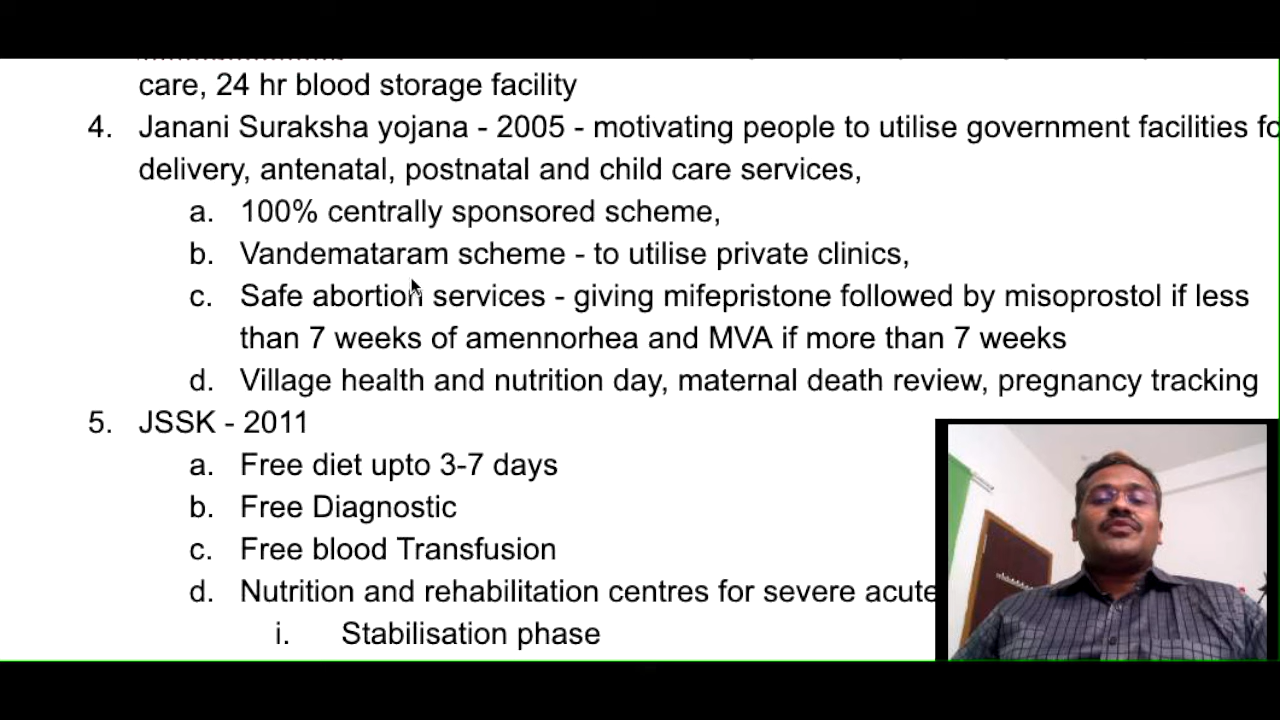 care, 24 hr blood storage facility
4. Janani Suraksha yojana - 2005 - motivating people to utilise government facilities fo
delivery, antenatal, postnatal and child care services,
a. 100% centrally sponsored scheme,
b. Vandemataram scheme - to utilise private clinics,
c. Safe abortion services - giving mifepristone followed by misoprostol if less
than 7 weeks of amennorhea and MVA if more than 7 weeks
d. Village health and nutrition day, maternal death review, pregnancy tracking
5. JSSK - 2011
a. Free diet upto 3-7 days
b. Free Diagnostic
c. Free blood Transfusion
d. Nutrition and rehabilitation centres for severe acute
i. Stabilisation phase